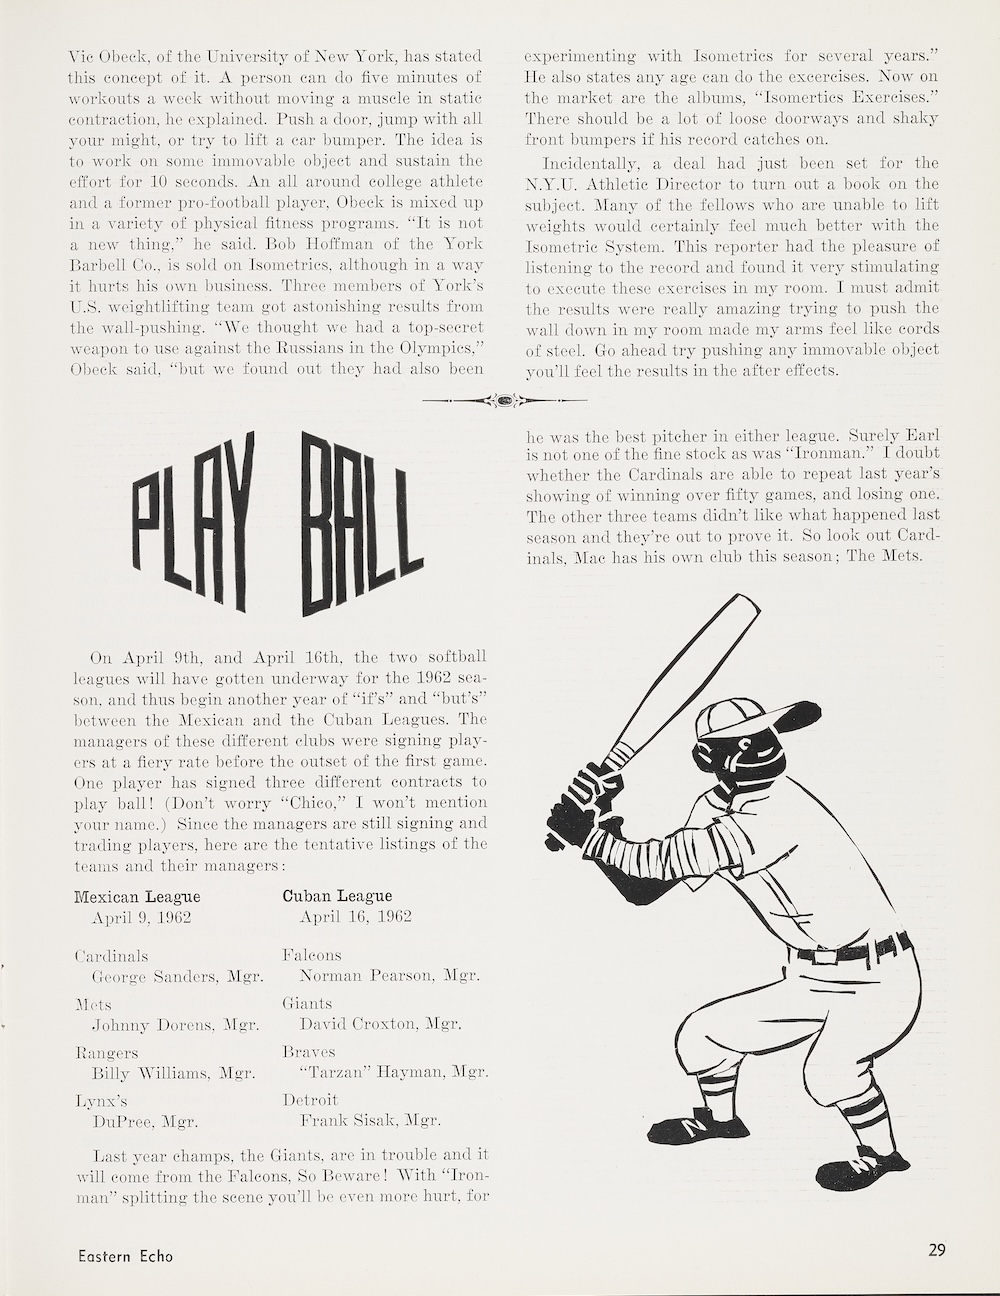 Vic Obeck, of the University of New York, has stated
this concept of it. A person can do five minutes of
workouts a week without moving a muscle in static
contraction, he explained. Push a door, jump with all
your might, or try to lift a car bumper. The idea is
to work on some immovable object and sustain the
effort for 10 seconds. An all around college athlete
and a former pro-football player, Obeck is mixed up
in a variety of physical fitness programs. “It is not
a new thing,” he said. Bob Hoffman of the York
Barbell Co., is sold on Isometrics, although in a way
it hurts his own business. Three members of York’s
U.S. weightlifting team got astonishing results from
the wall-pushing. “We thought we had a top-secret
weapon to use against the Russians in the Olympics,”
Obeck said, “but we found out they had also been
experimenting with Isometrics for several years.”
He also states any age can do the excercises. Now on
the market are the albums, “Isomertics Exercises.”
There should be a lot of loose doorways and shaky
front bumpers if his record catches on.
Incidentally, a deal had just been set for the
N.Y.U. Athletic Director to turn out a book on the
subject. Many of the fellows who are unable to lift
weights would certainly feel much better with the
Isometric System. This reporter had the pleasure of
listening to the record and found it very stimulating
to execute these exercises in my room. I must admit
the results were really amazing trying to push the
wall down in my room made my arms feel like cords
of steel. Go ahead try pushing any immovable object
you’ll feel the results in the after effects.
PLAY BALL
On April 9th, and April 16th, the two softball
leagues will have gotten underway for the 1962 sea-
son, and thus begin another year of “if’s” and “but’s”
between the Mexican and the Cuban Leagues. The
managers of these different clubs were signing play-
ers at a fiery rate before the outset of the first game.
One player has signed three different contracts to
play ball! (Don’t worry “Chico,” I won’t mention
your name.) Since the managers are still signing and
trading players, here are the tentative listings of the
teams and their managers:
Mexican League
April 9, 1962
Cardinals
George Sanders, Mgr.
Mets
Johnny Dorens, Mgr.
Rangers
Billy Williams, Mgr.
Lynx’s
DuPree, Mgr.
Cuban League
April 16, 1962
Falcons
Norman Pearson, Mgr.
Giants
David Croxton, Mgr.
Braves
“Tarzan” Hayman, Mgr.
Detroit
Frank Sisak, Mgr.
Last year champs, the Giants, are in trouble and it
will come from the Falcons, So Beware! With “Iron-
man” splitting the scene you’ll be even more hurt, for
he was the best pitcher in either league. Surely Earl
is not one of the fine stock as was “Ironman.” I doubt
whether the Cardinals are able to repeat last year’s
showing of winning over fifty games, and losing one.
The other three teams didn’t like what happened last
season and they’re out to prove it. So look out Card-
inals, Mac has his own club this season; The Mets.
N
N
Eastern Echo
29